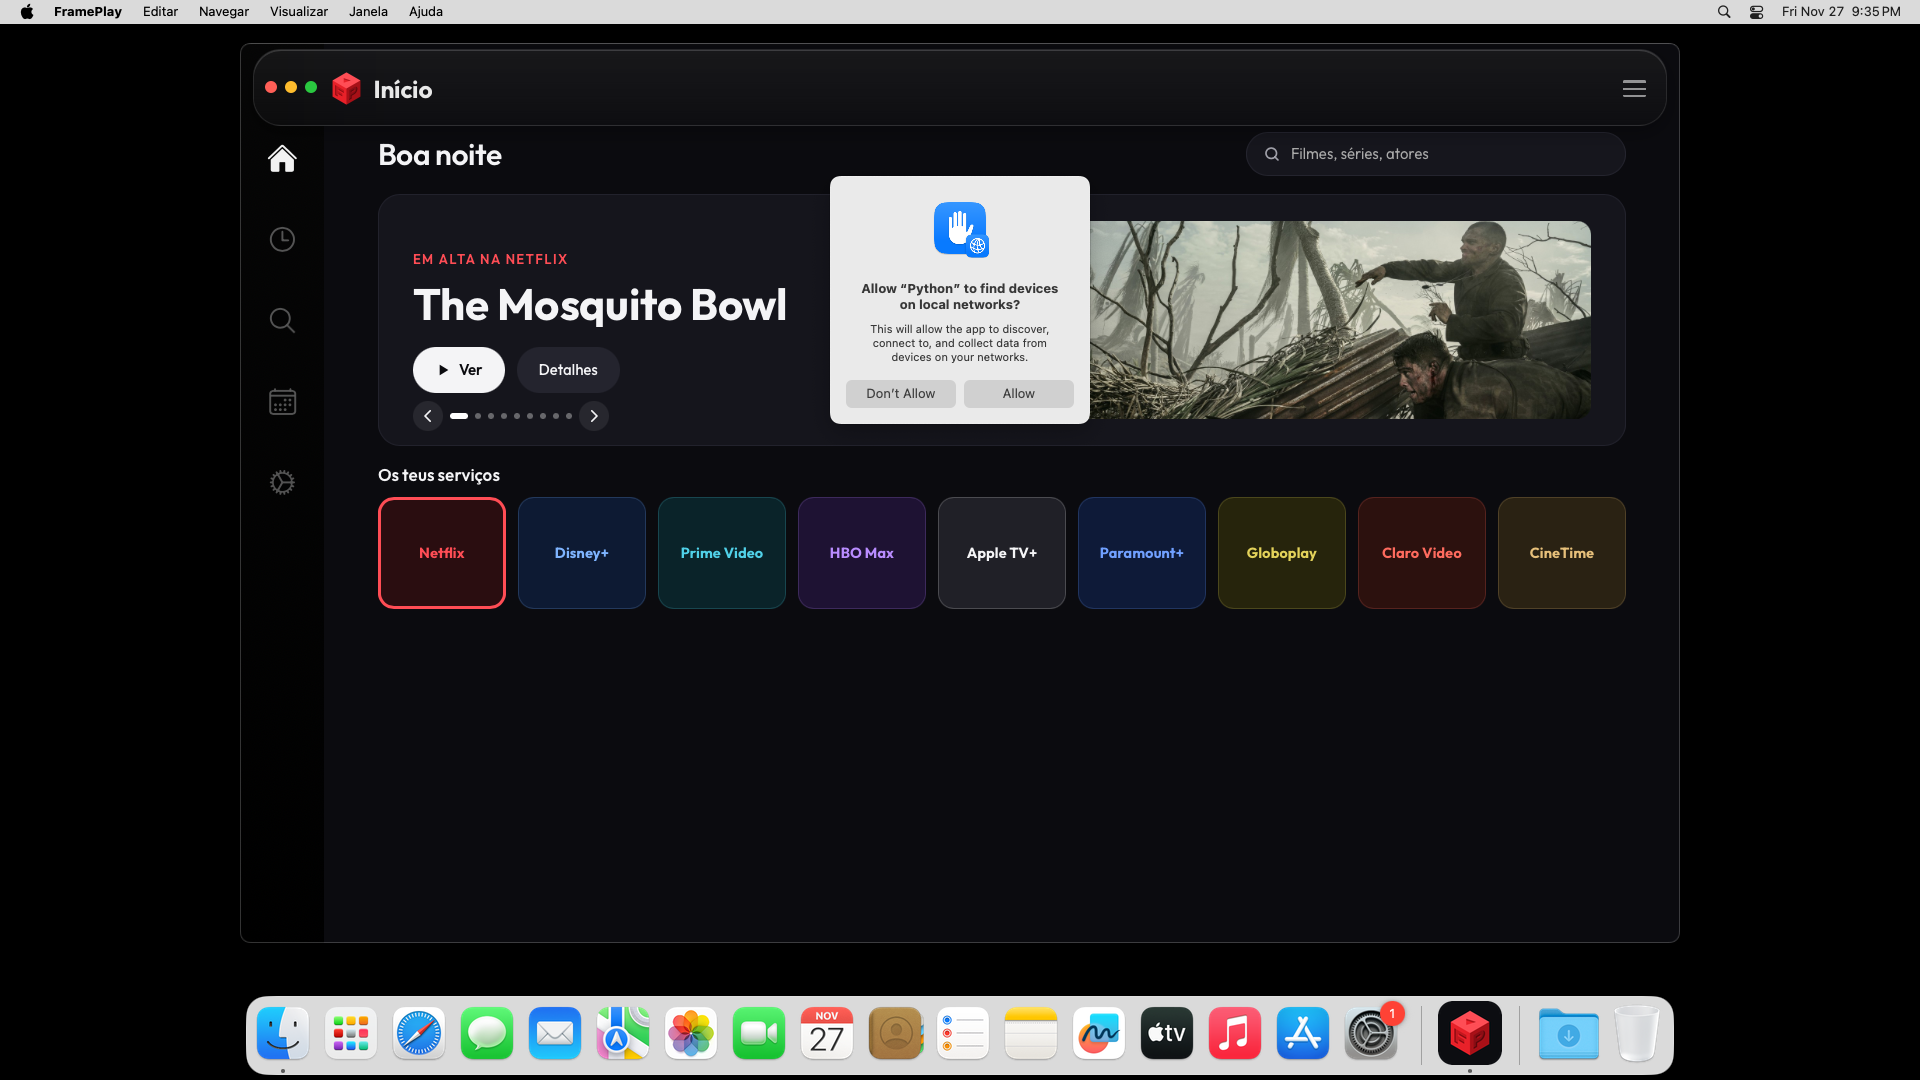 FramePlay Editar Navegar Visualizar Janela Ajuda Fri Nov 27 9:35 PM
Início
Boa noite
Filmes, séries, atores
EM ALTA NA NETFLIX
The Mosquito Bowl
Ver Detalhes
Allow “Python” to find devices
on local networks?
This will allow the app to discover,
connect to, and collect data from
devices on your networks.
Don’t Allow Allow
Os teus serviços
Netflix Disney+ Prime Video HBO Max Apple TV+ Paramount+ Globoplay Claro Video CineTime
NOV
27
tv
1